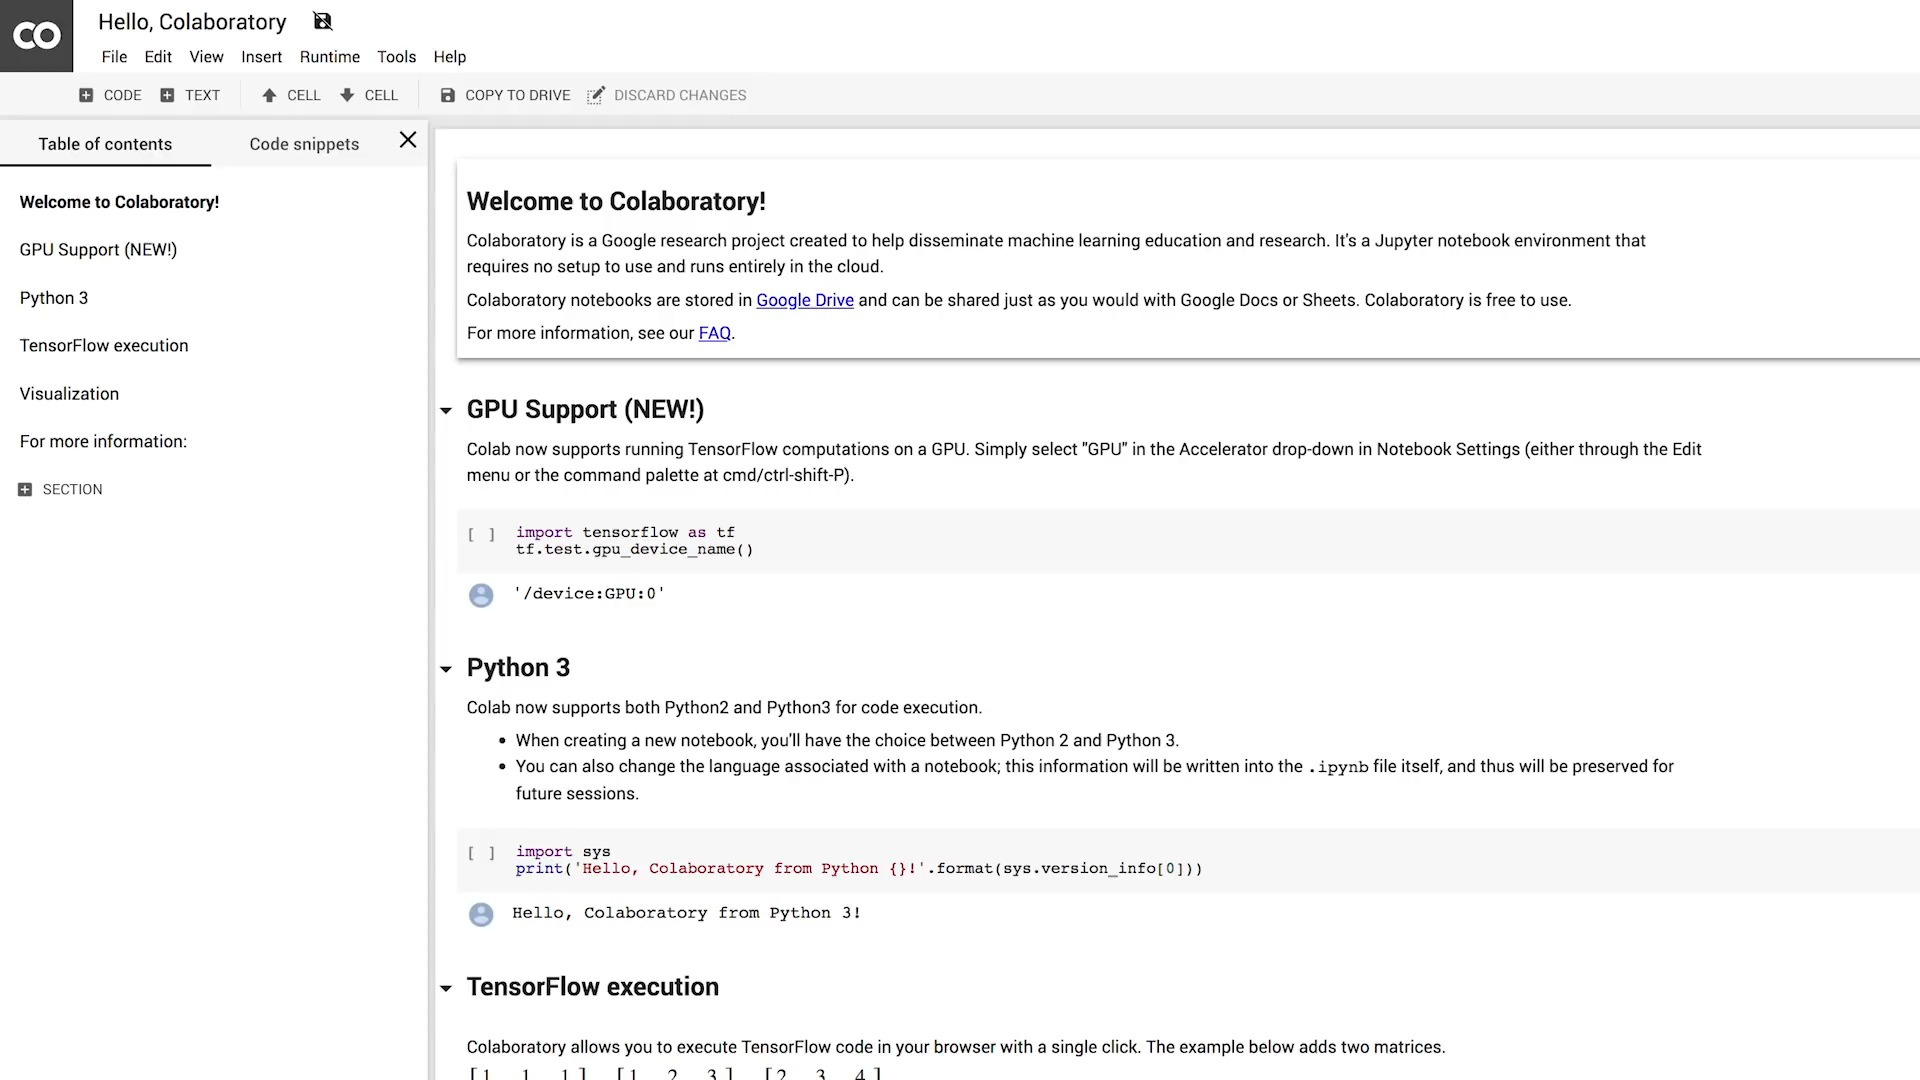 CO
Hello, Colaboratory
File Edit View Insert Runtime Tools Help
CODE TEXT CELL CELL COPY TO DRIVE DISCARD CHANGES
Table of contents Code snippets
Welcome to Colaboratory!
GPU Support (NEW!)
Python 3
TensorFlow execution
Visualization
For more information:
SECTION
Welcome to Colaboratory!
Colaboratory is a Google research project created to help disseminate machine learning education and research. It's a Jupyter notebook environment that
requires no setup to use and runs entirely in the cloud.
Colaboratory notebooks are stored in Google Drive and can be shared just as you would with Google Docs or Sheets. Colaboratory is free to use.
For more information, see our FAQ.
GPU Support (NEW!)
Colab now supports running TensorFlow computations on a GPU. Simply select "GPU" in the Accelerator drop-down in Notebook Settings (either through the Edit
menu or the command palette at cmd/ctrl-shift-P).
[ ] import tensorflow as tf
tf.test.gpu_device_name()
'/device:GPU:0'
Python 3
Colab now supports both Python2 and Python3 for code execution.
• When creating a new notebook, you'll have the choice between Python 2 and Python 3.
• You can also change the language associated with a notebook; this information will be written into the .ipynb file itself, and thus will be preserved for
future sessions.
[ ] import sys
print('Hello, Colaboratory from Python {}!'.format(sys.version_info[0]))
Hello, Colaboratory from Python 3!
TensorFlow execution
Colaboratory allows you to execute TensorFlow code in your browser with a single click. The example below adds two matrices.
[1 1 1] [1 2 3] [2 3 4]